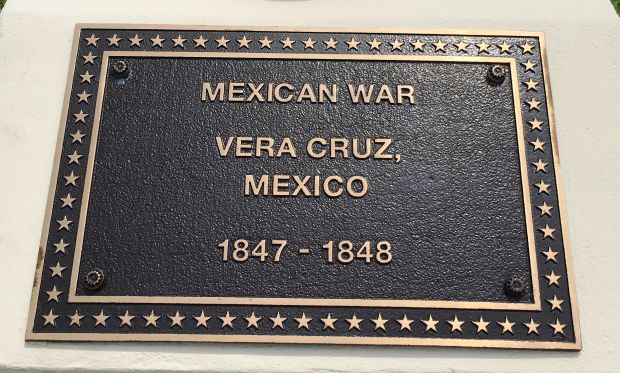 MEXICAN WAR
VERA CRUZ,
MEXICO
1847 - 1848